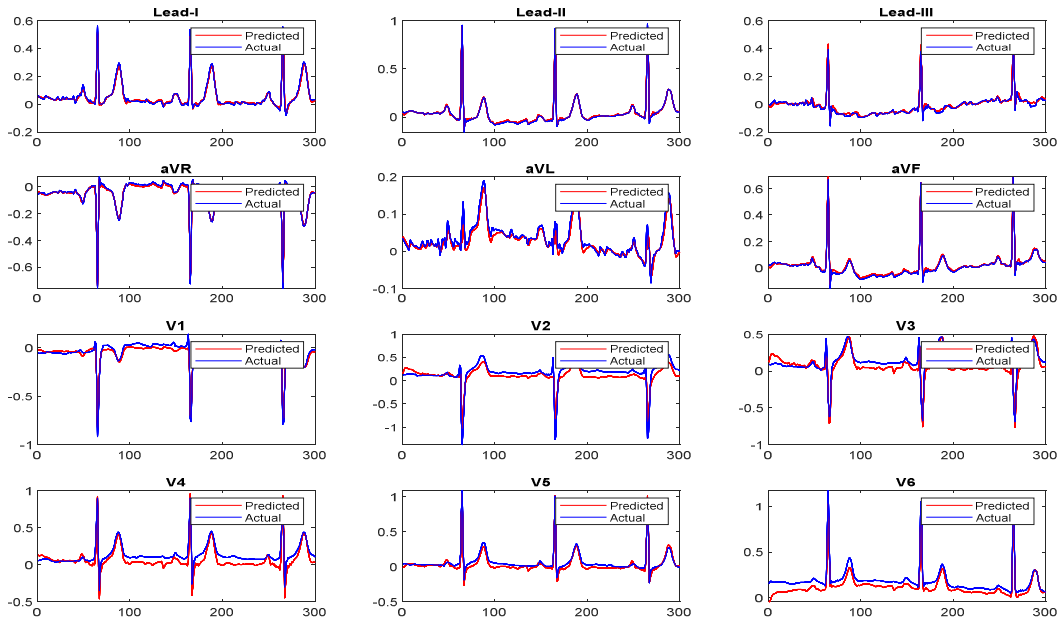 Lead-I
0.6
0.4
0.2
0
-0.2
0 100 200 300
Predicted
Actual
Lead-II
1
0.5
0
0 100 200 300
Predicted
Actual
Lead-III
0.6
0.4
0.2
0
-0.2
0 100 200 300
Predicted
Actual
aVR
0
-0.2
-0.4
-0.6
0 100 200 300
Predicted
Actual
aVL
0.2
0.1
0
-0.1
0 100 200 300
Predicted
Actual
aVF
0.6
0.4
0.2
0
0 100 200 300
Predicted
Actual
V1
0
-0.5
-1
0 100 200 300
Predicted
Actual
V2
1
0.5
0
-0.5
-1
0 100 200 300
Predicted
Actual
V3
0.5
0
-0.5
-1
0 100 200 300
Predicted
Actual
V4
1
0.5
0
-0.5
0 100 200 300
Predicted
Actual
V5
1
0.5
0
-0.5
0 100 200 300
Predicted
Actual
V6
1
0.5
0
0 100 200 300
Predicted
Actual